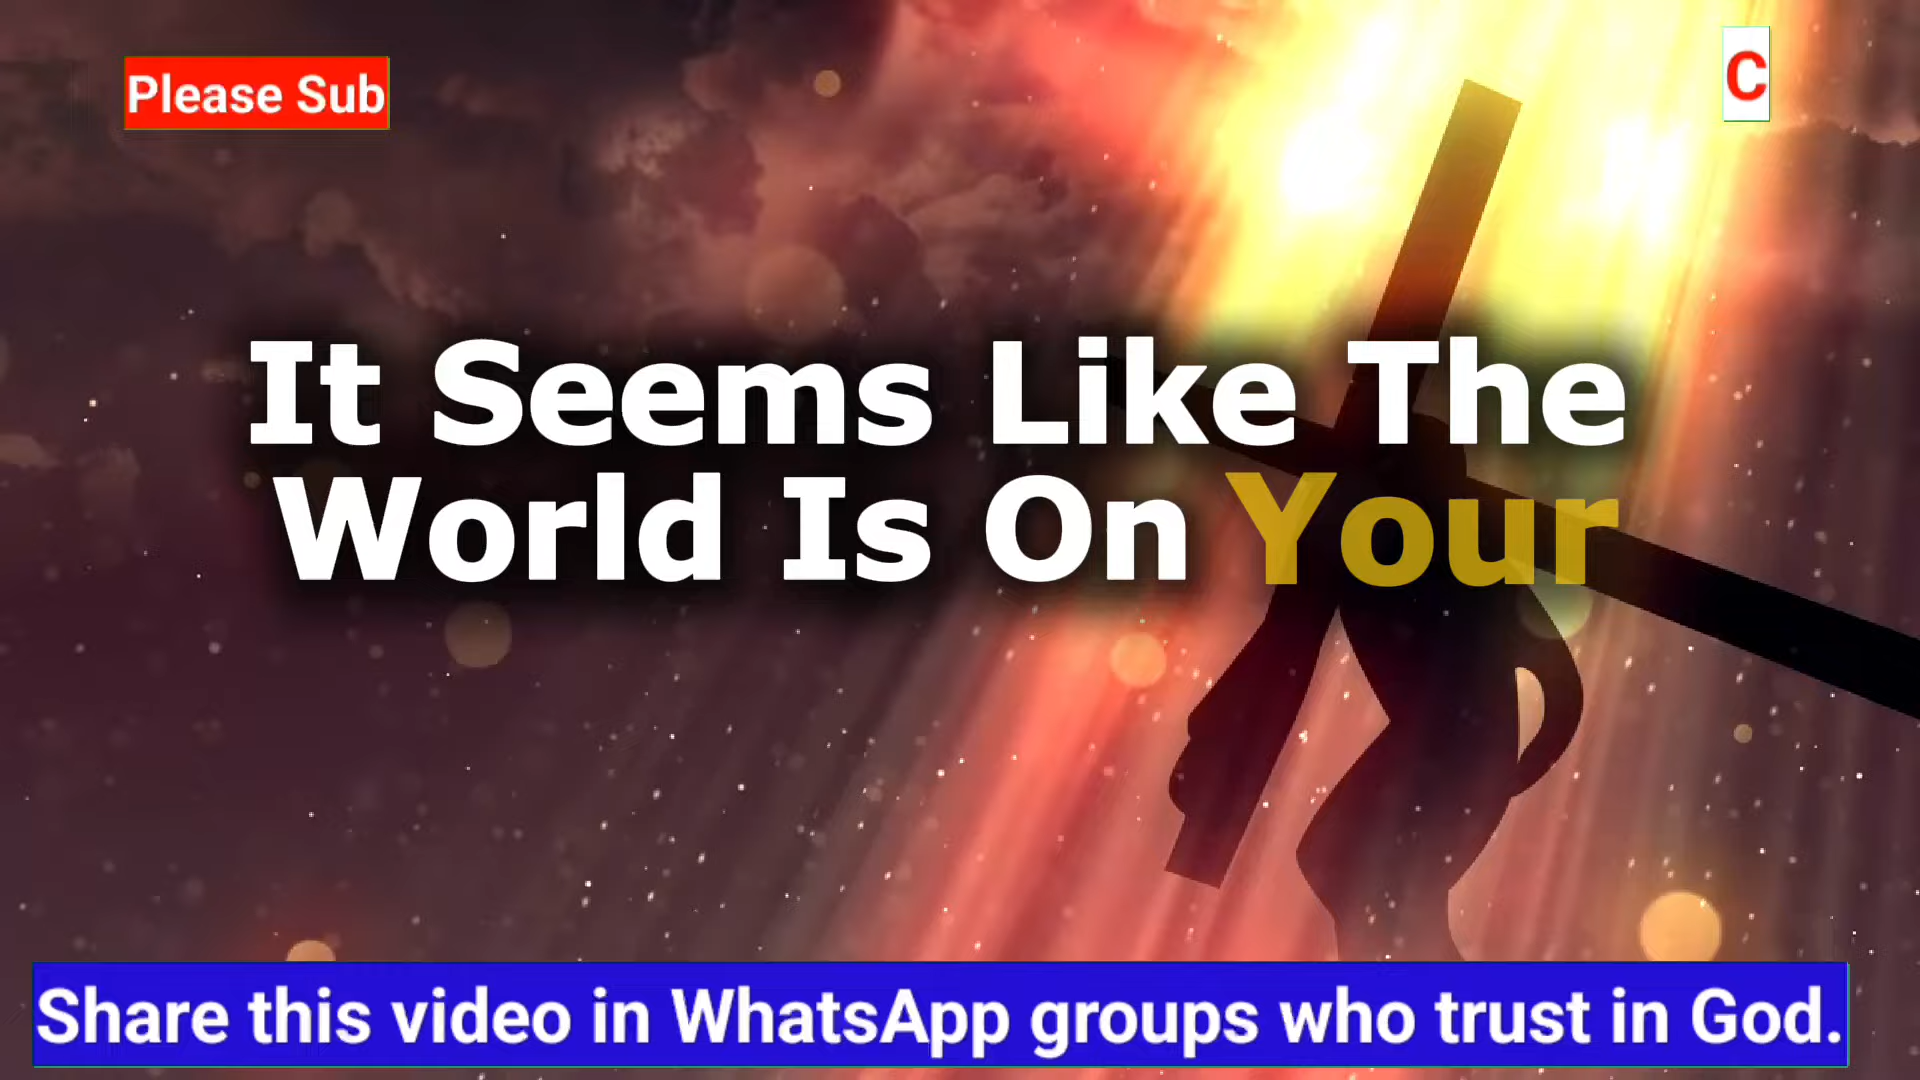 Please Sub
C
It Seems Like The
World Is On Your
Share this video in WhatsApp groups who trust in God.